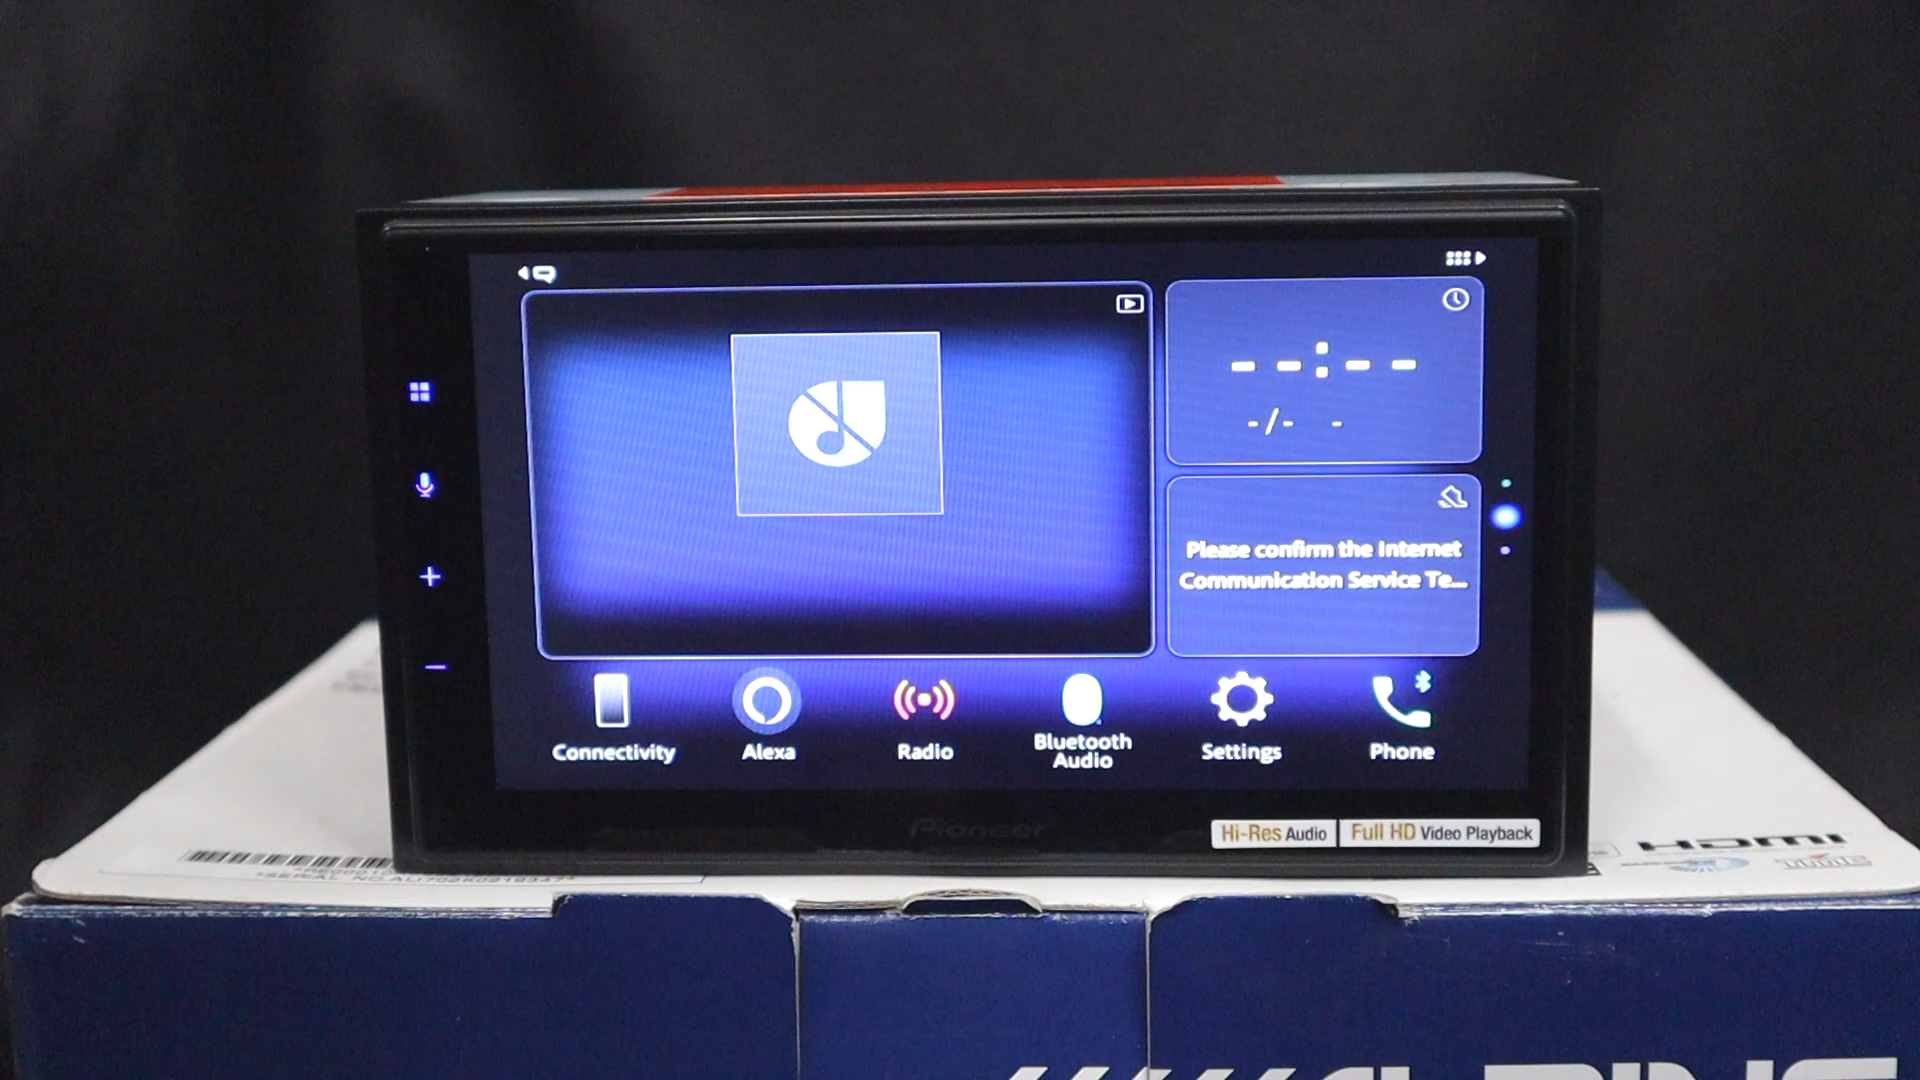 --:--
-/- -
Please confirm the Internet
Communication Service Te...
Connectivity
Alexa
Radio
Bluetooth
Audio
Settings
Phone
Pioneer
Hi-Res Audio
Full HD Video Playback
HDMI
ALPINE